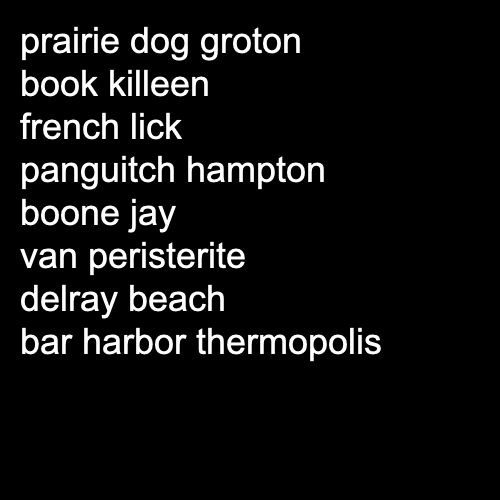 prairie dog groton
book killeen
french lick
panguitch hampton
boone jay
van peristerite
delray beach
bar harbor thermopolis